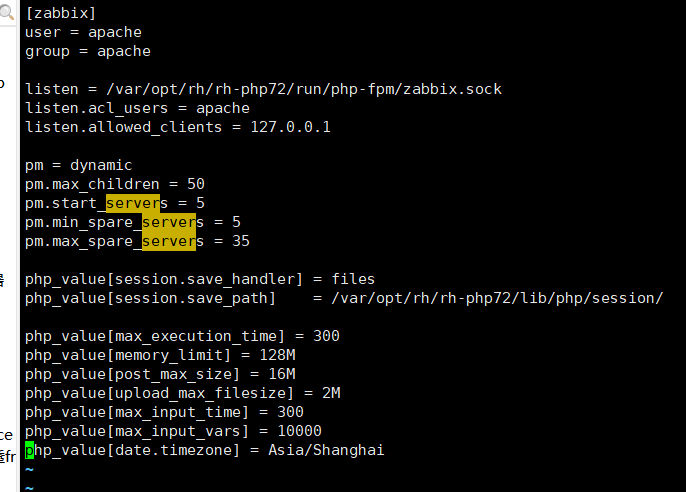 [zabbix]
user = apache
group = apache
listen = /var/opt/rh/rh-php72/run/php-fpm/zabbix.sock
listen.acl_users = apache
listen.allowed_clients = 127.0.0.1
pm = dynamic
pm.max_children = 50
pm.start_servers = 5
pm.min_spare_servers = 5
pm.max_spare_servers = 35
php_value[session.save_handler] = files
php_value[session.save_path]    = /var/opt/rh/rh-php72/lib/php/session/
php_value[max_execution_time] = 300
php_value[memory_limit] = 128M
php_value[post_max_size] = 16M
php_value[upload_max_filesize] = 2M
php_value[max_input_time] = 300
php_value[max_input_vars] = 10000
php_value[date.timezone] = Asia/Shanghai
~
~